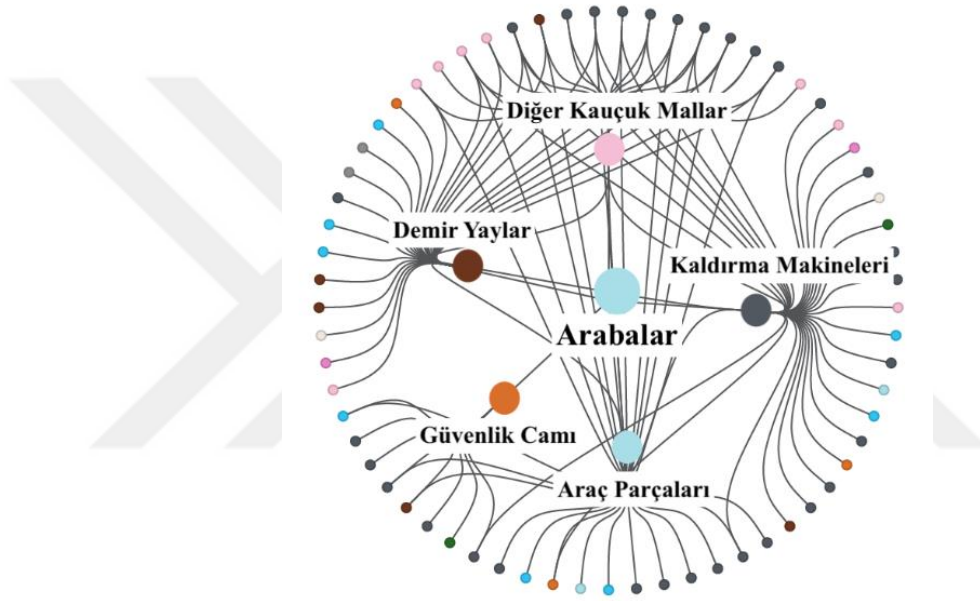 Diğer Kauçuk Mallar
Demir Yaylar
Kaldırma Makineleri
Arabalar
Güvenlik Camı
Araç Parçaları